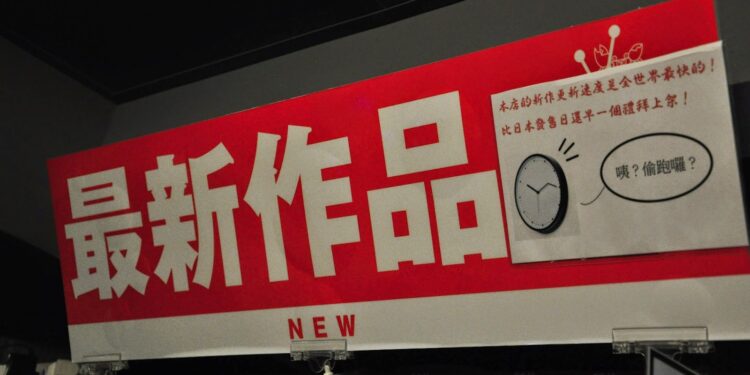 最新作品
NEW
本店的新作更新速度是全世界最快的！
比日本發售日還早一個禮拜上架！
咦？偷跑囉？